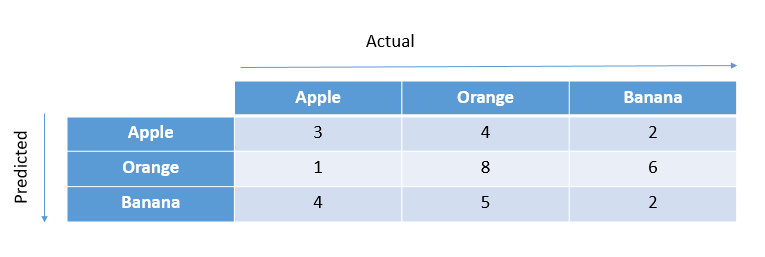 Actual
Apple Orange Banana
Predicted
Apple 3 4 2
Orange 1 8 6
Banana 4 5 2